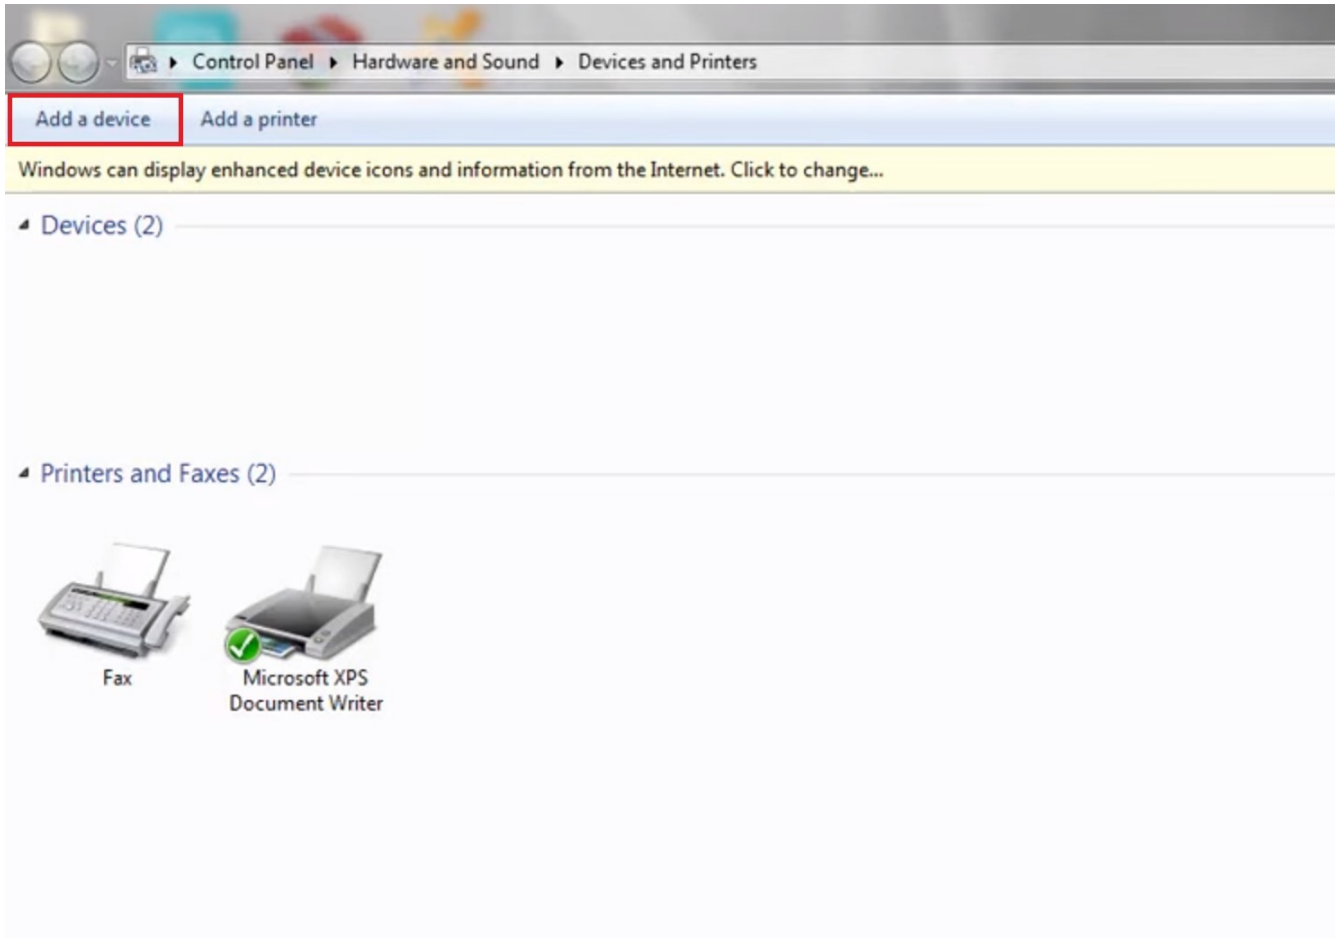 Control Panel Hardware and Sound Devices and Printers
Add a device Add a printer
Windows can display enhanced device icons and information from the Internet. Click to change...
Devices (2)
Printers and Faxes (2)
Fax
Microsoft XPS
Document Writer